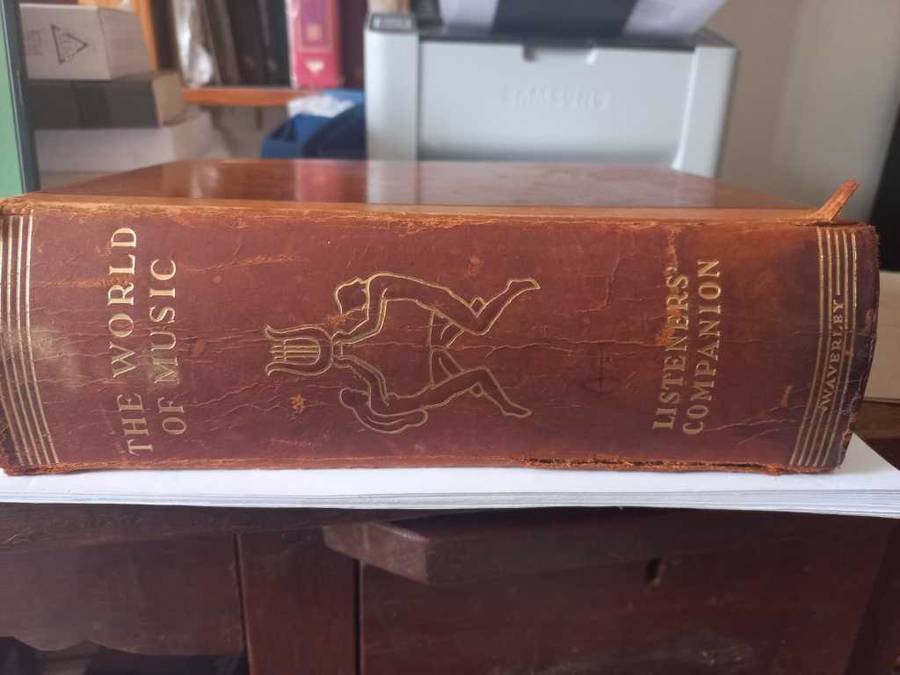 THE WORLD
OF MUSIC
LISTENERS'
COMPANION
WAVERLEY
SAMSUNG